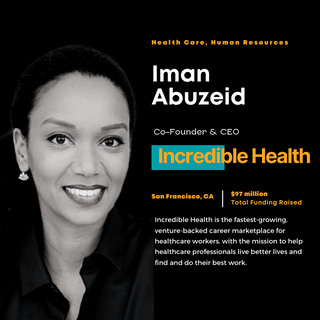 Health Care, Human Resources
Iman
Abuzeid
Co-Founder & CEO
Incredible Health
San Francisco, CA
$97 million
Total Funding Raised
Incredible Health is the fastest-growing,
venture-backed career marketplace for
healthcare workers, with the mission to help
healthcare professionals live better lives and
find and do their best work.